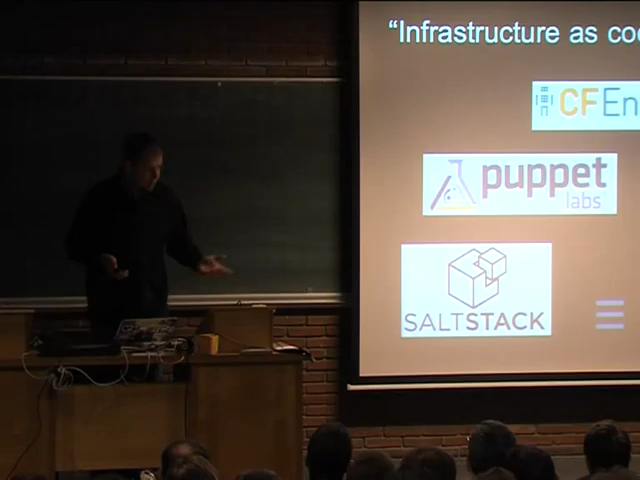 “Infrastructure as co
CFEn
puppet
labs
SALTSTACK